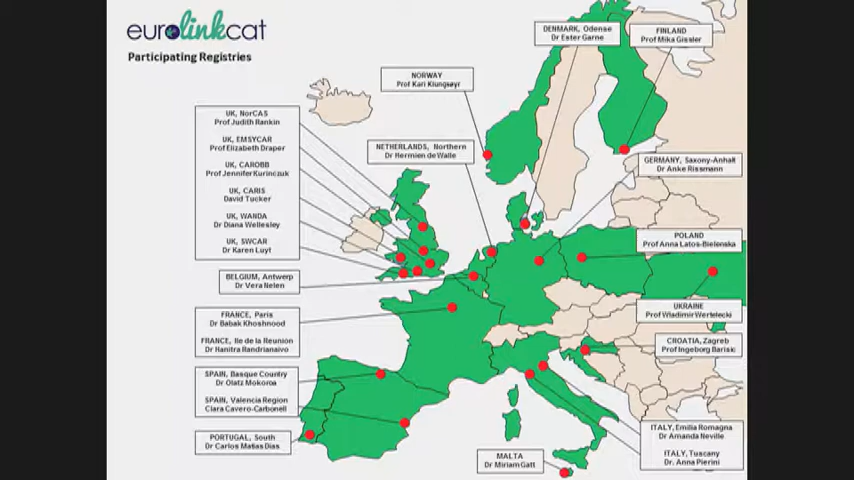 eurolinkcat
Participating Registries
DENMARK, Odense
Dr Ester Garne
FINLAND
Prof Mika Gissler
NORWAY
Prof Kari Klungsøyr
UK, NorCAS
Prof Judith Rankin
UK, EMSYCAR
Prof Elizabeth Draper
UK, CAROBB
Prof Jennifer Kurinczuk
UK, CARIS
David Tucker
UK, WANDA
Dr Diana Wellesley
UK, SWCAR
Dr Karen Luyt
NETHERLANDS, Northern
Dr Hermien de Walle
GERMANY, Saxony-Anhalt
Dr Anke Rissmann
POLAND
Prof Anna Latos-Bielenska
BELGIUM, Antwerp
Dr Vera Nelen
UKRAINE
Prof Wladimir Wertelecki
FRANCE, Paris
Dr Babak Khoshnood
FRANCE, Ile de la Reunion
Dr Hanitra Randrianaivo
CROATIA, Zagreb
Prof Ingeborg Bariski
SPAIN, Basque Country
Dr Olatz Mokoroa
SPAIN, Valencia Region
Clara Cavero-Carbonell
PORTUGAL, South
Dr Carlos Matias Dias
ITALY, Emilia Romagna
Dr Amanda Neville
ITALY, Tuscany
Dr. Anna Pierini
MALTA
Dr Miriam Gatt